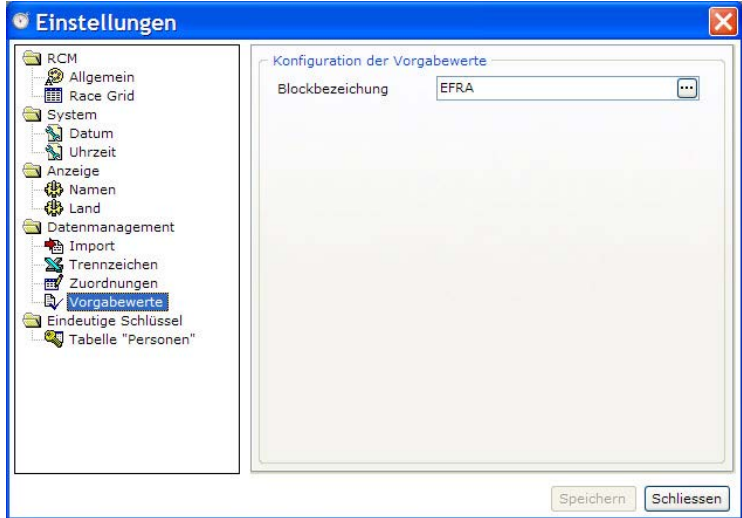 Einstellungen
RCM
Allgemein
Race Grid
System
Datum
Uhrzeit
Anzeige
Namen
Land
Datenmanagement
Import
Trennzeichen
Zuordnungen
Vorgabewerte
Eindeutige Schlüssel
Tabelle "Personen"
Konfiguration der Vorgabewerte
Blockbezeichung EFRA ...
Speichern Schliessen